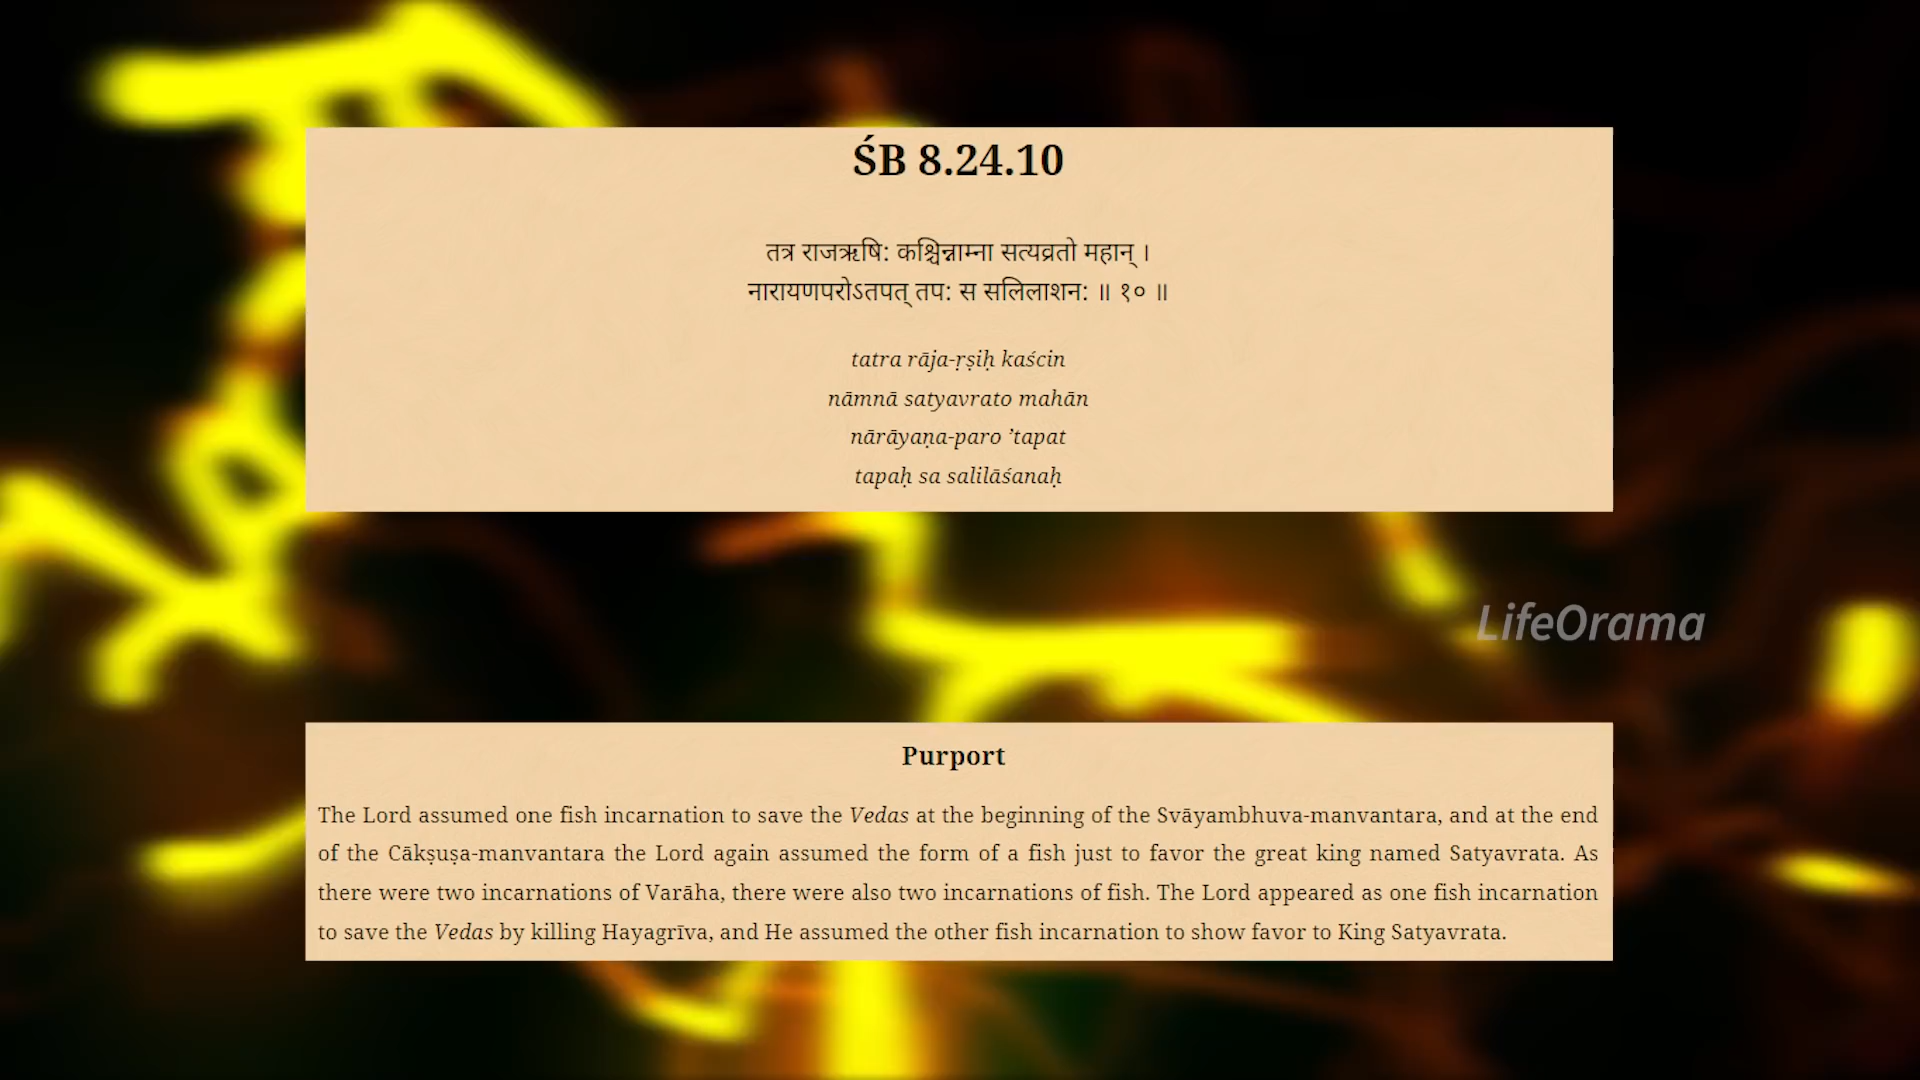 ŚB 8.24.10
तत्र राजऋषि: कश्चिन्नाम्ना सत्यव्रतो महान् ।
नारायणपरोऽतपत् तप: स सलिलाशन: ॥ १० ॥
tatra rāja-ṛṣiḥ kaścin
nāmnā satyavrato mahān
nārāyaṇa-paro ’tapat
tapaḥ sa salilāśanaḥ
LifeOrama
Purport
The Lord assumed one fish incarnation to save the Vedas at the beginning of the Svāyambhuva-manvantara, and at the end
of the Cākṣuṣa-manvantara the Lord again assumed the form of a fish just to favor the great king named Satyavrata. As
there were two incarnations of Varāha, there were also two incarnations of fish. The Lord appeared as one fish incarnation
to save the Vedas by killing Hayagrīva, and He assumed the other fish incarnation to show favor to King Satyavrata.